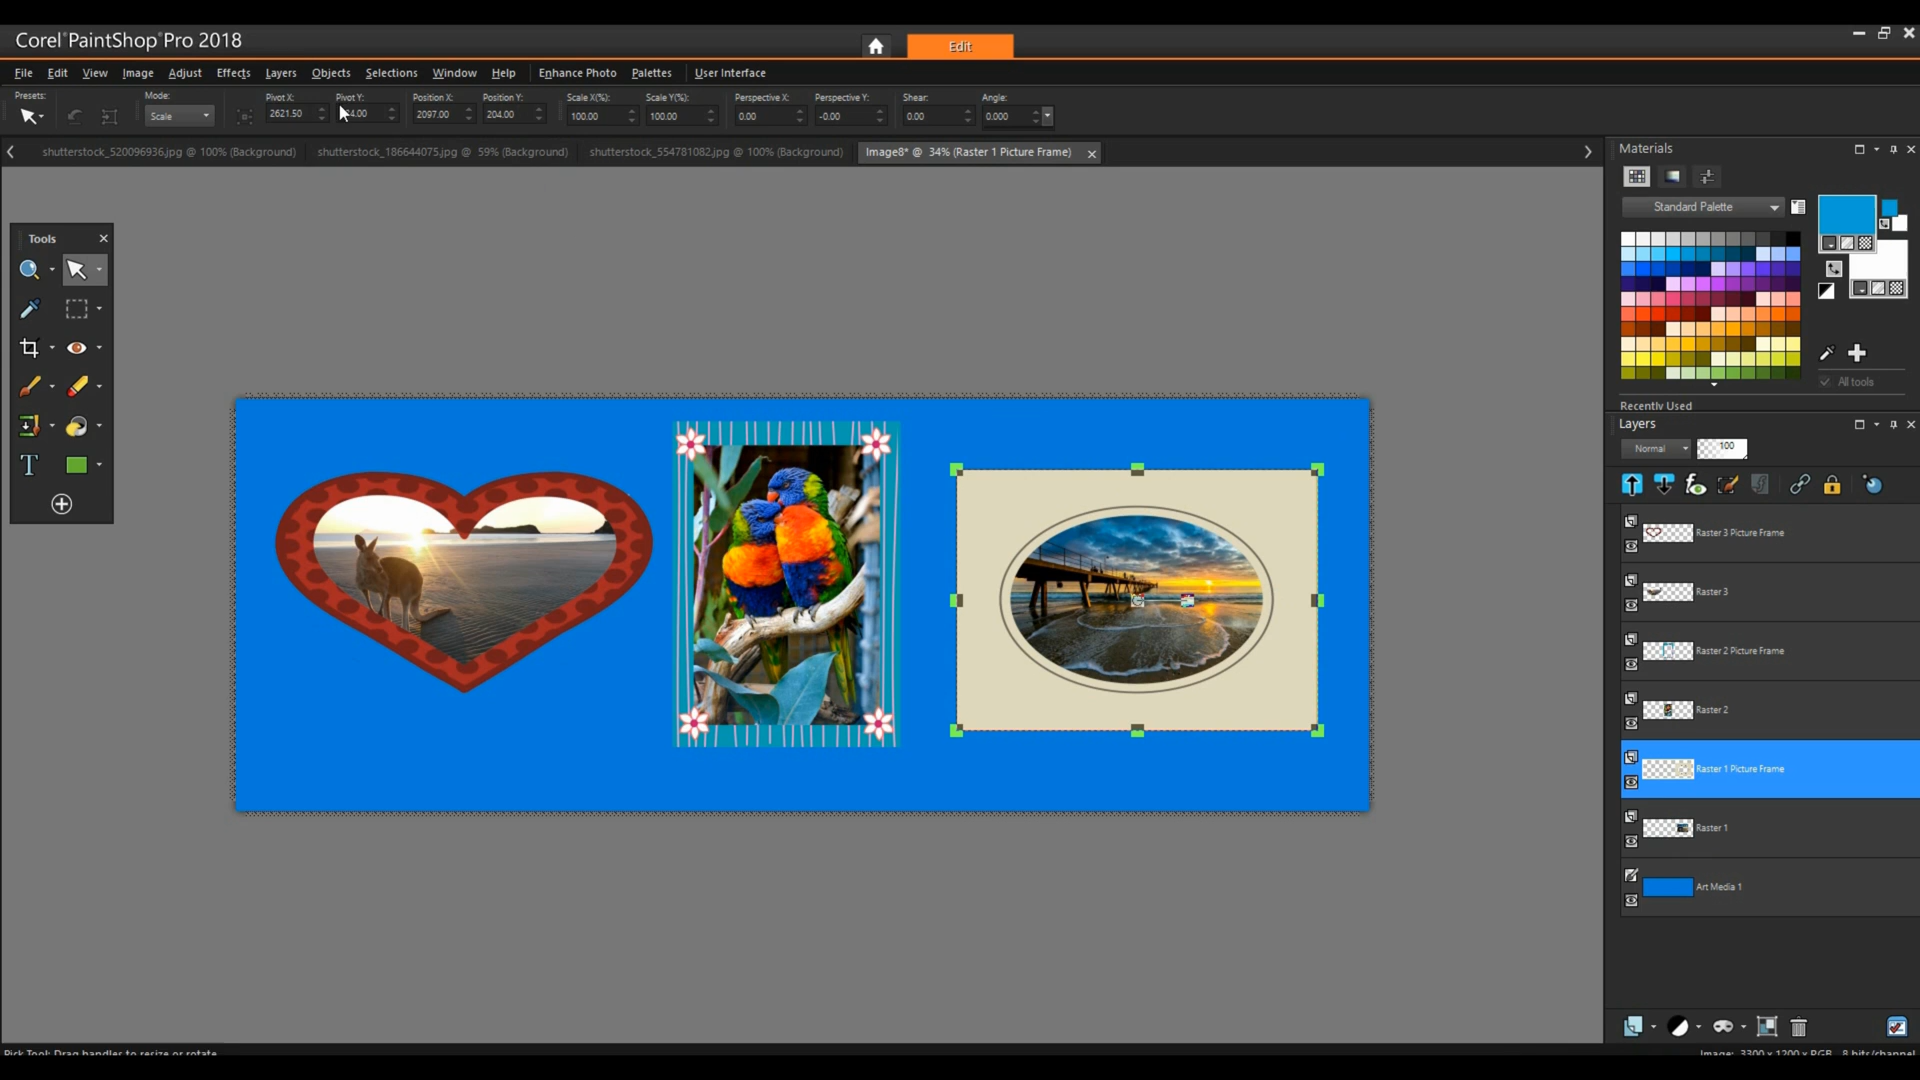 Corel PaintShop Pro 2018
Edit
File Edit View Image Adjust Effects Layers Objects Selections Window Help Enhance Photo Palettes User Interface
Presets: Mode: Pivot X: Pivot Y: Position X: Position Y: Scale X(%): Scale Y(%): Perspective X: Perspective Y: Shear: Angle:
Scale 2621.50 4.00 2097.00 204.00 100.00 100.00 0.00 -0.00 0.00 0.000
shutterstock_520096936.jpg @ 100% (Background) shutterstock_186644075.jpg @ 59% (Background) shutterstock_554781082.jpg @ 100% (Background) Image8* @ 34% (Raster 1 Picture Frame)
Materials
Standard Palette
Tools
T
All tools
Recently Used
Layers
Normal 100
Raster 3 Picture Frame
Raster 3
Raster 2 Picture Frame
Raster 2
Raster 1 Picture Frame
Raster 1
Art Media 1
Pick Tool: Drag handler to resize or rotate
Image: 3300 x 1200 x RGB - 8 bits/channel